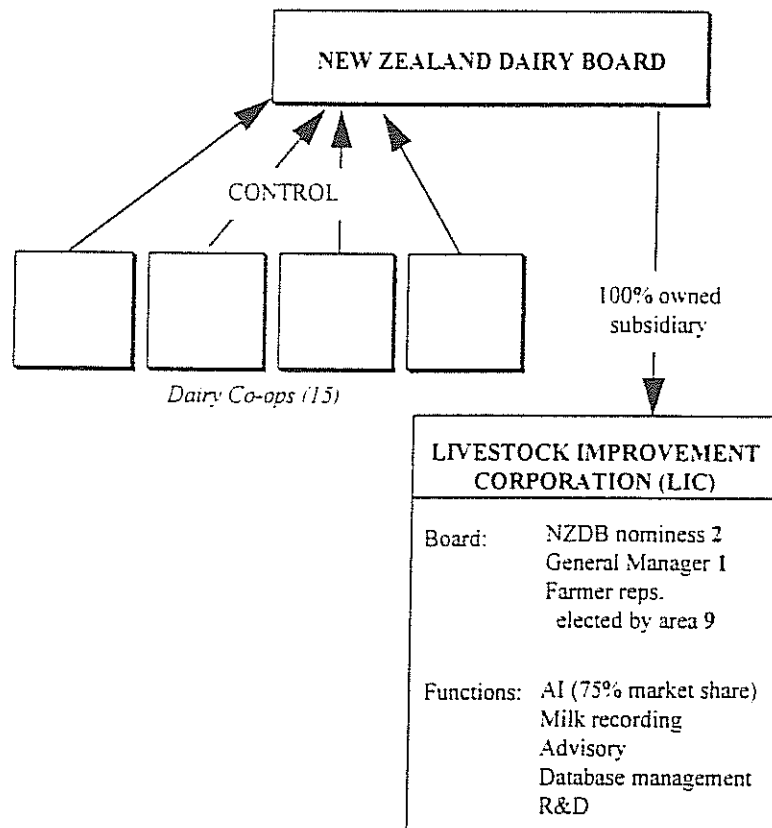 NEW ZEALAND DAIRY BOARD
CONTROL
100% owned
subsidiary
Dairy Co-ops (15)
LIVESTOCK IMPROVEMENT
CORPORATION (LIC)
Board: NZDB nominess 2
General Manager 1
Farmer reps.
elected by area 9
Functions: AI (75% market share)
Milk recording
Advisory
Database management
R&D